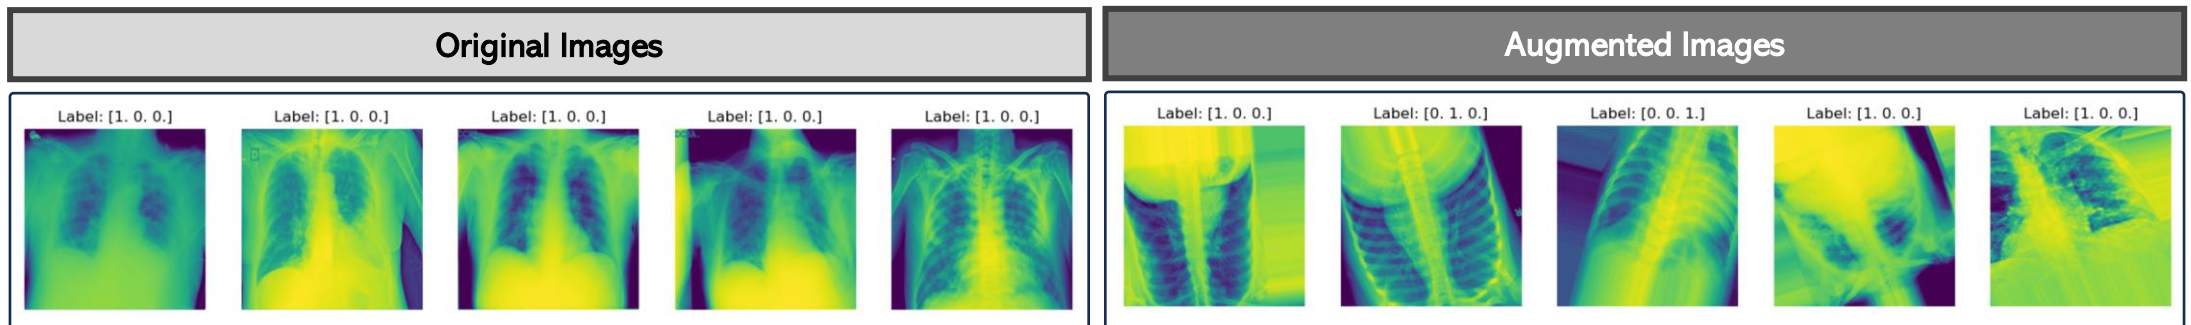 Original Images
Augmented Images
Label: [1. 0. 0.]
Label: [1. 0. 0.]
Label: [1. 0. 0.]
Label: [1. 0. 0.]
Label: [1. 0. 0.]
Label: [1. 0. 0.]
Label: [0. 1. 0.]
Label: [0. 0. 1.]
Label: [1. 0. 0.]
Label: [1. 0. 0.]